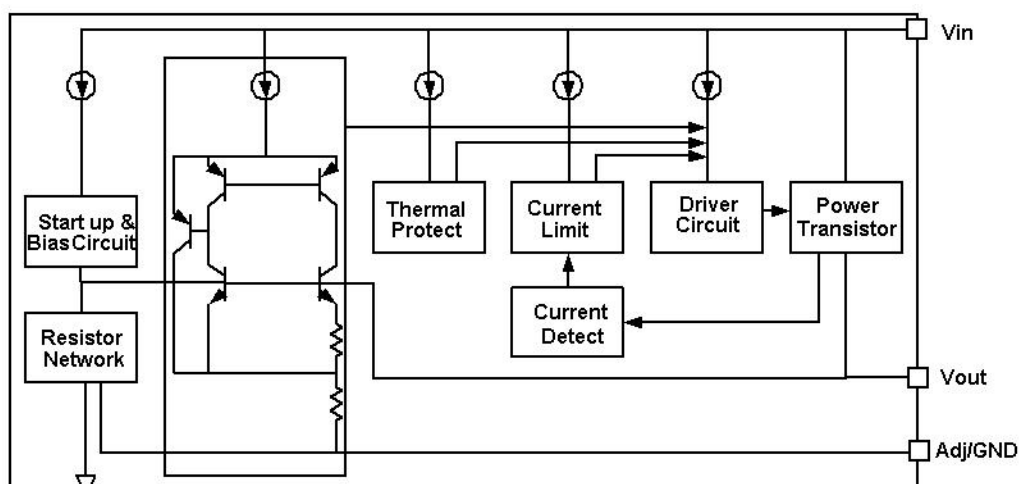 Vin
Start up &
Bias Circuit
Thermal
Protect
Current
Limit
Driver
Circuit
Power
Transistor
Resistor
Network
Current
Detect
Vout
Adj/GND